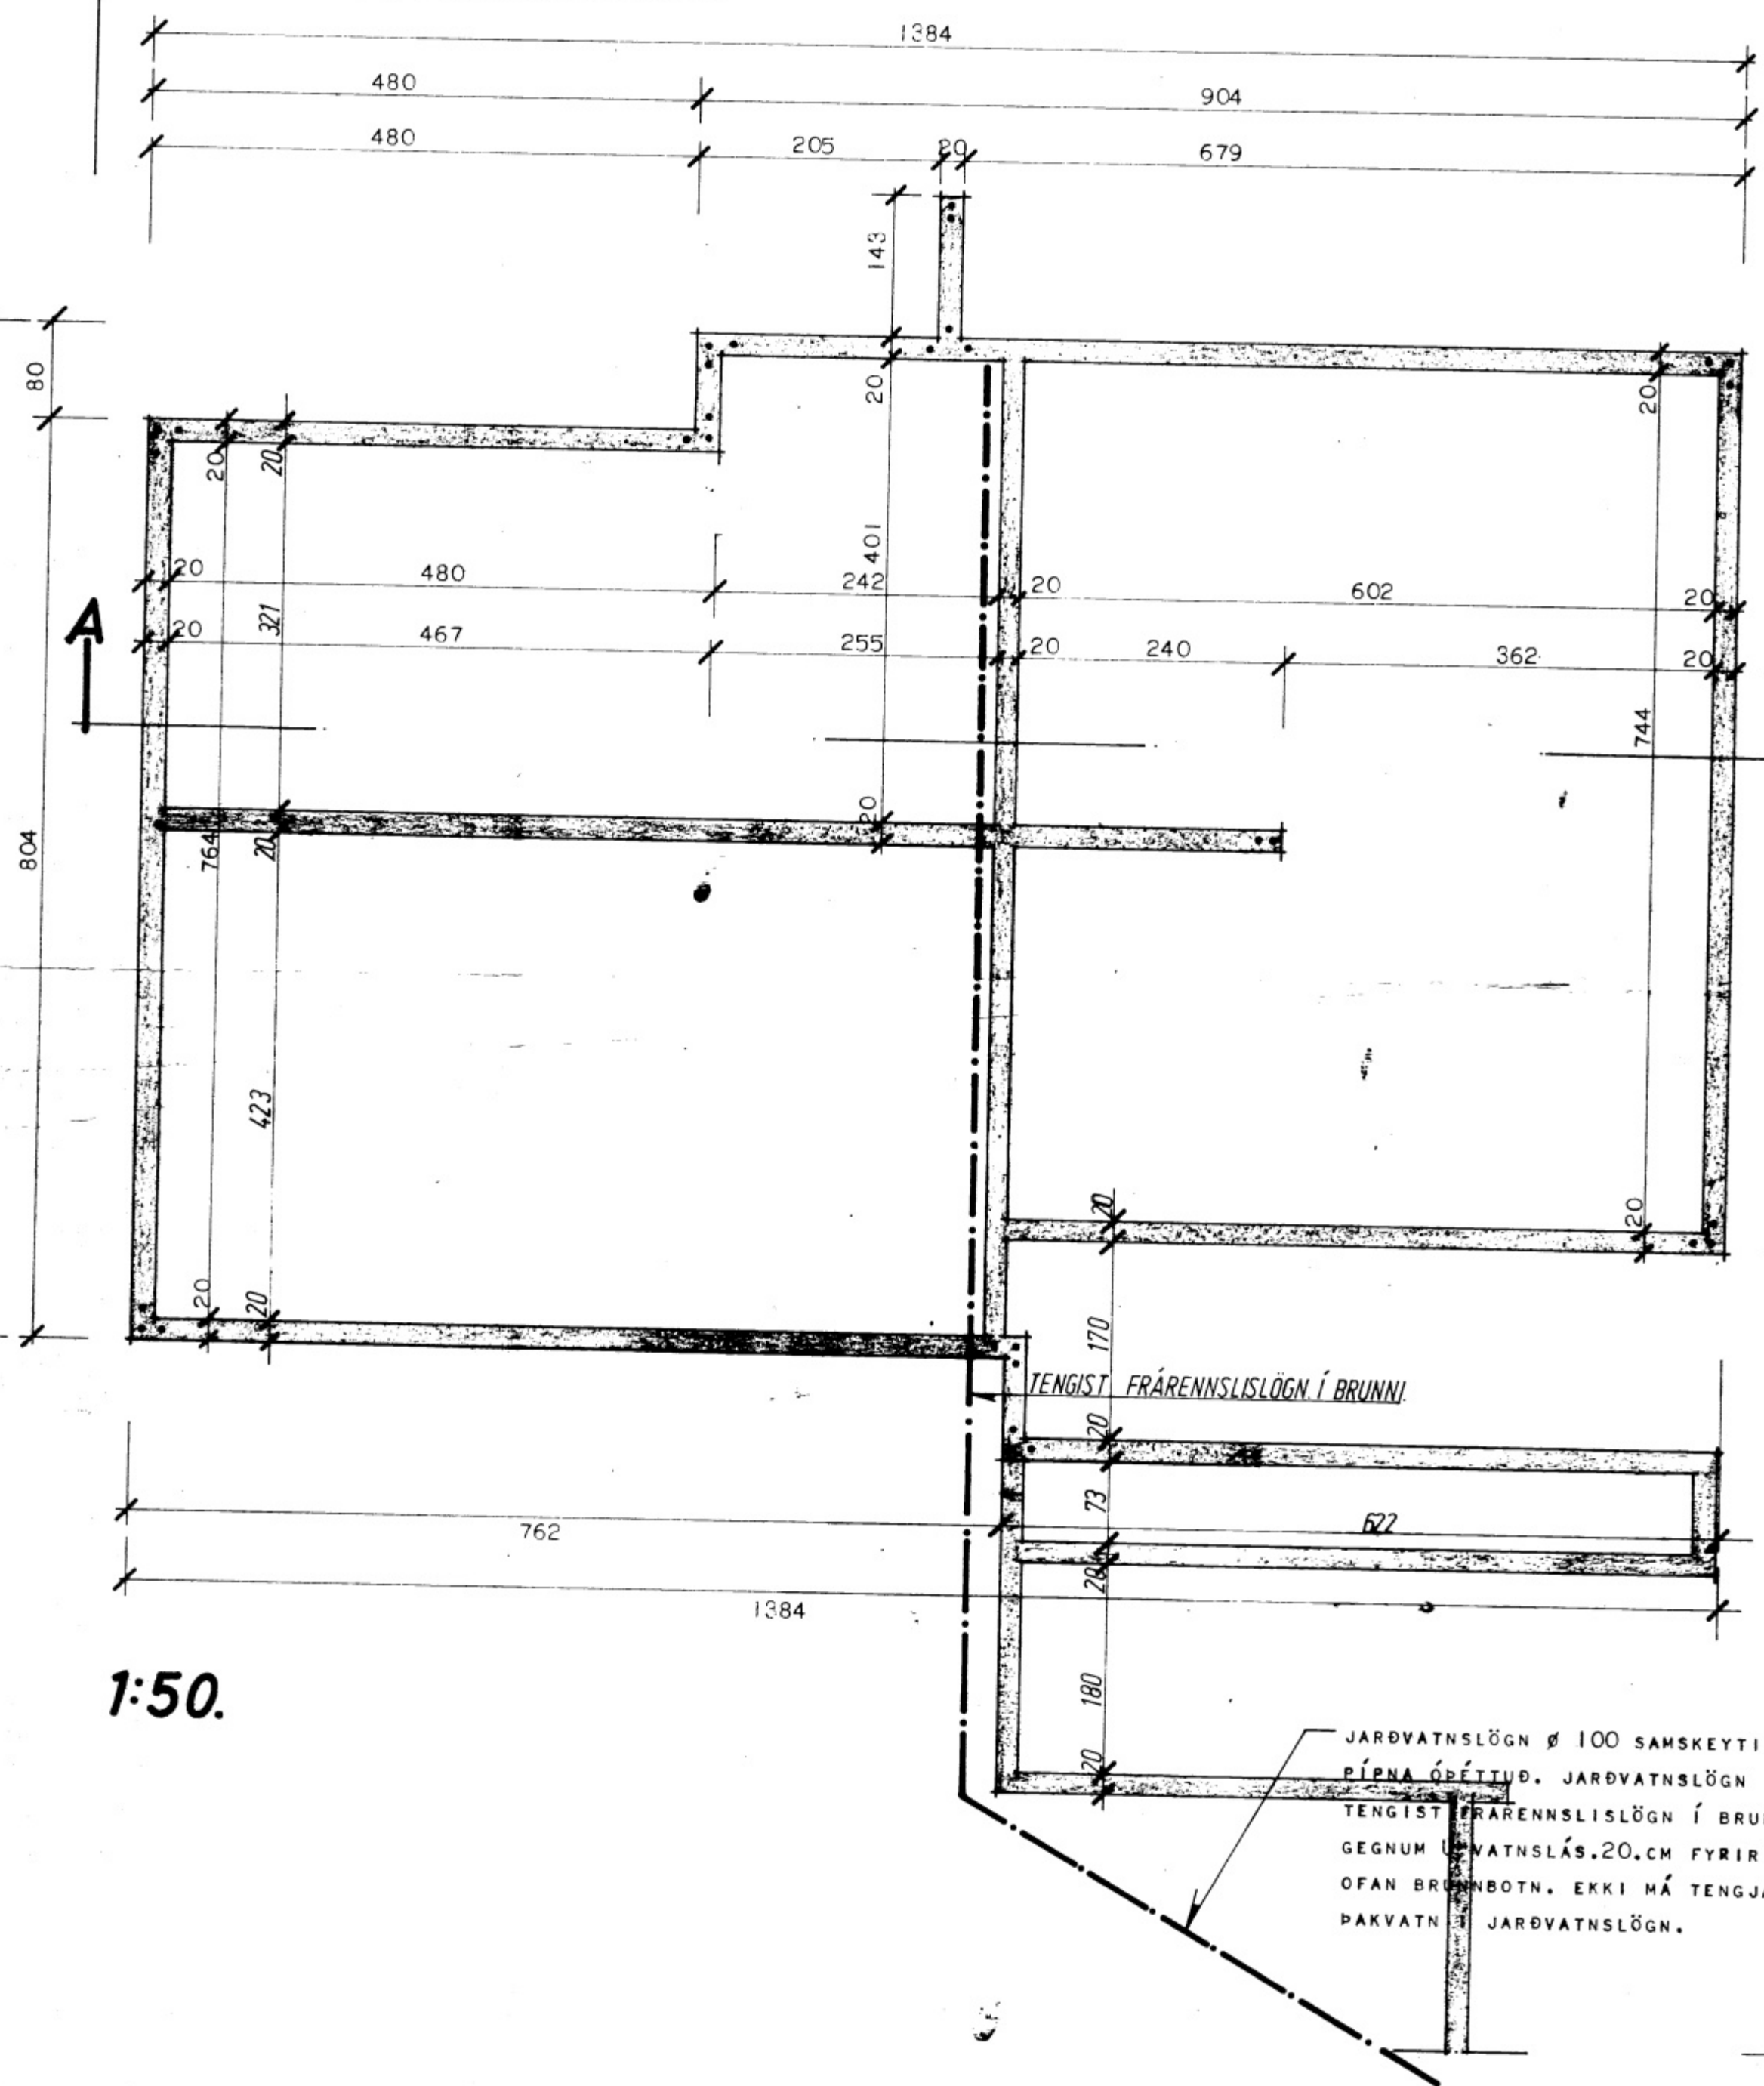 1384
480 904
480 205 20 679
143
80
20
20
20 20
401
20 480 242 20 602 20
321
20 467 255 20 240 362 20
A
744
20
764 20
804
423
20
20
20 20
170
TENGIST FRÁRENNSLISLÖGN Í BRUNNI
20
73
762 622
20
1384
180
1:50.
20
JARÐVATNSLÖGN Ø 100 SAMSKEYTI
PÍPNA ÓÞÉTTUÐ. JARÐVATNSLÖGN
TENGIST FRÁRENNSLISLÖGN Í
GEGNUM VATNSLÁS.20.CM FYRIR
OFAN BRUNNBOTN. EKKI MÁ
ÞAKVATN JARÐVATNSLÖGN.